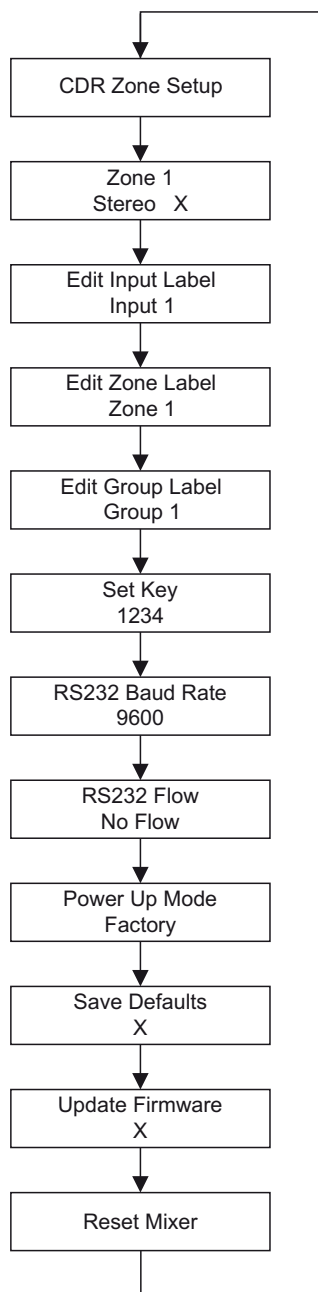 CDR Zone Setup
Zone 1
Stereo X
Edit Input Label
Input 1
Edit Zone Label
Zone 1
Edit Group Label
Group 1
Set Key
1234
RS232 Baud Rate
9600
RS232 Flow
No Flow
Power Up Mode
Factory
Save Defaults
X
Update Firmware
X
Reset Mixer